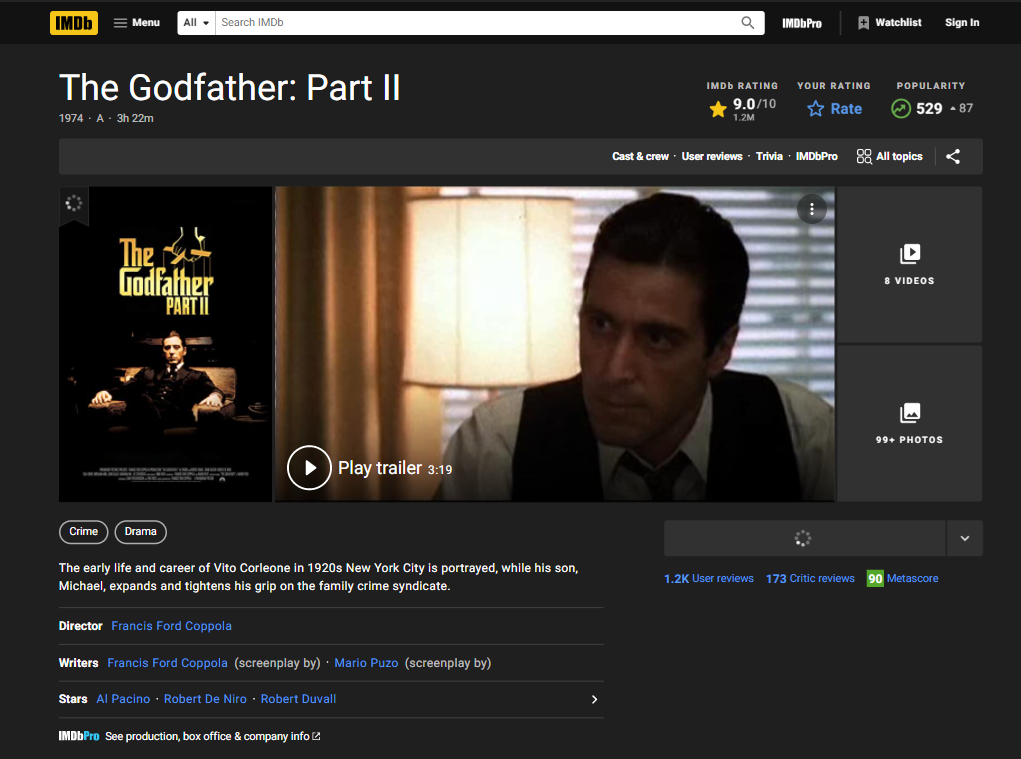 IMDb Menu All Search IMDb IMDbPro Watchlist Sign In
The Godfather: Part II
1974 · A · 3h 22m
IMDb RATING YOUR RATING POPULARITY
9.0/10 Rate 529 87
1.2M
Cast & crew · User reviews · Trivia · IMDbPro All topics
The
Godfather
PART II
8 VIDEOS
99+ PHOTOS
Play trailer 3:19
Crime Drama
The early life and career of Vito Corleone in 1920s New York City is portrayed, while his son,
Michael, expands and tightens his grip on the family crime syndicate.
1.2K User reviews 173 Critic reviews 90 Metascore
Director Francis Ford Coppola
Writers Francis Ford Coppola (screenplay by) · Mario Puzo (screenplay by)
Stars Al Pacino · Robert De Niro · Robert Duvall
IMDbPro See production, box office & company info